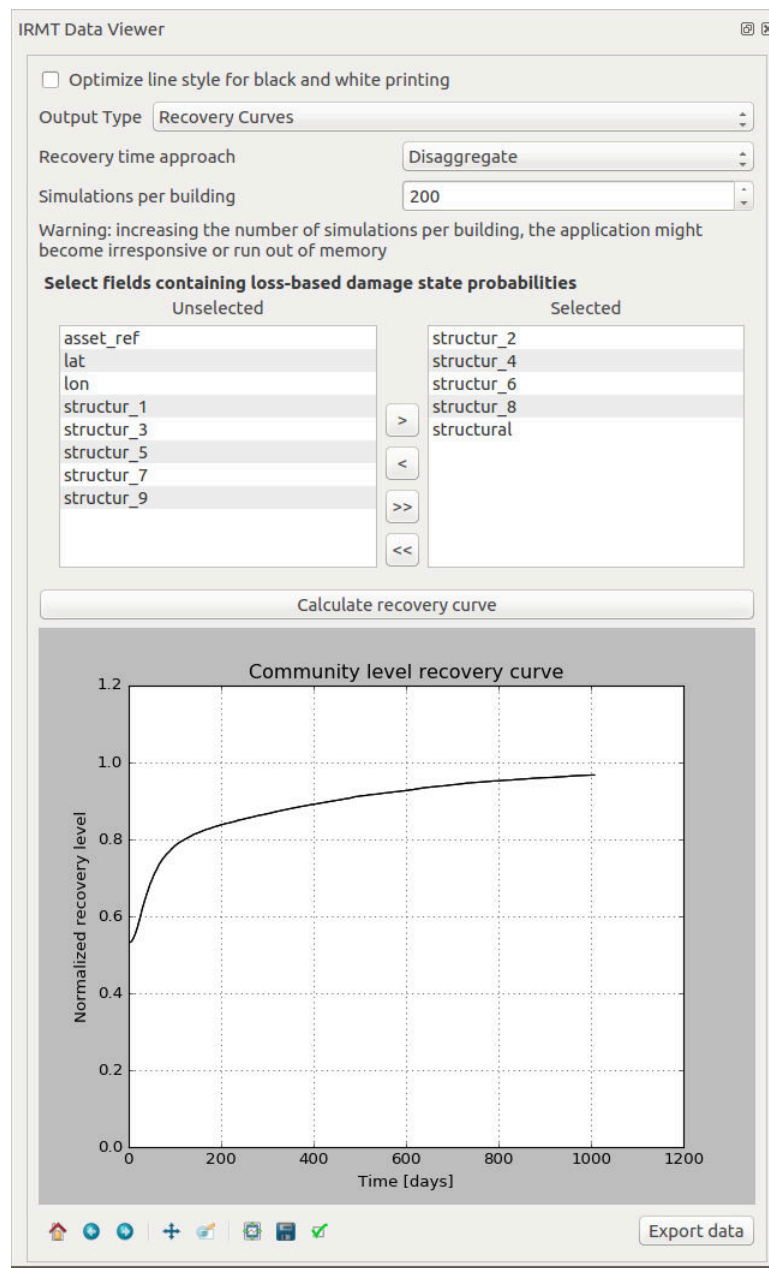 IRMT Data Viewer
Optimize line style for black and white printing
Output Type Recovery Curves
Recovery time approach Disaggregate
Simulations per building 200
Warning: increasing the number of simulations per building, the application might
become irresponsive or run out of memory
Select fields containing loss-based damage state probabilities
Unselected Selected
asset_ref structur_2
lat structur_4
lon structur_6
structur_1 structur_8
structur_3 structural
structur_5
structur_7
structur_9
>
<
>>
<<
Calculate recovery curve
Community level recovery curve
1.2
1.0
0.8
0.6
0.4
0.2
0.0
Normalized recovery level
0 200 400 600 800 1000 1200
Time [days]
Export data